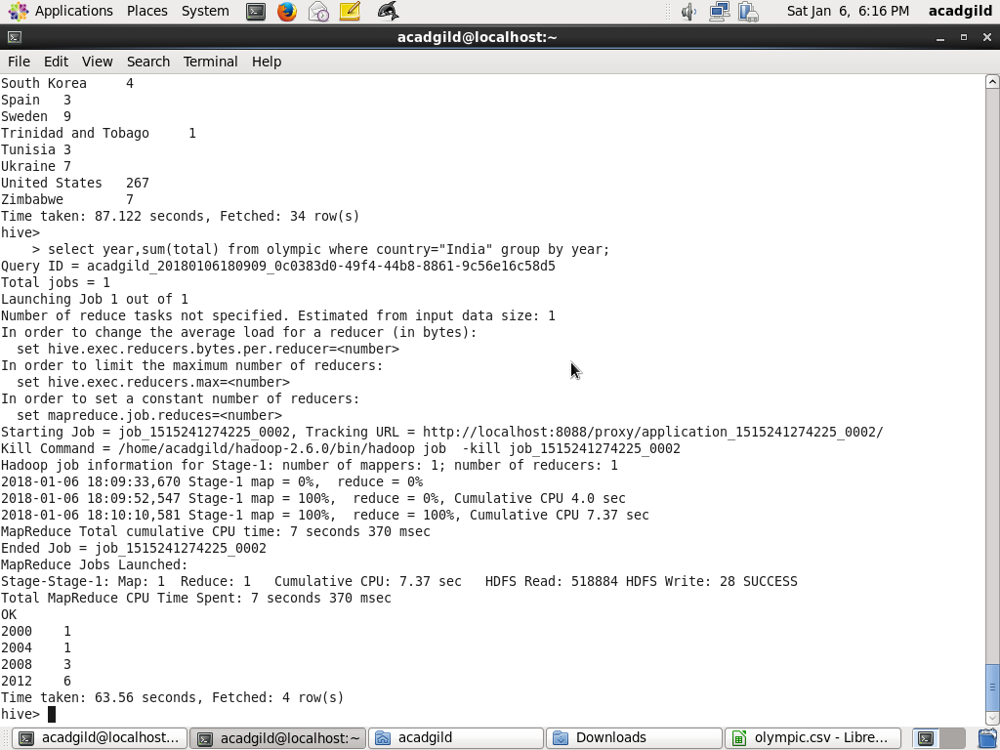 Applications Places System Sat Jan 6, 6:16 PM acadgild
acadgild@localhost:~
File Edit View Search Terminal Help
South Korea 4
Spain 3
Sweden 9
Trinidad and Tobago 1
Tunisia 3
Ukraine 7
United States 267
Zimbabwe 7
Time taken: 87.122 seconds, Fetched: 34 row(s)
hive>
    > select year,sum(total) from olympic where country="India" group by year;
Query ID = acadgild_20180106180909_0c0383d0-49f4-44b8-8861-9c56e16c58d5
Total jobs = 1
Launching Job 1 out of 1
Number of reduce tasks not specified. Estimated from input data size: 1
In order to change the average load for a reducer (in bytes):
  set hive.exec.reducers.bytes.per.reducer=<number>
In order to limit the maximum number of reducers:
  set hive.exec.reducers.max=<number>
In order to set a constant number of reducers:
  set mapreduce.job.reduces=<number>
Starting Job = job_1515241274225_0002, Tracking URL = http://localhost:8088/proxy/application_1515241274225_0002/
Kill Command = /home/acadgild/hadoop-2.6.0/bin/hadoop job  -kill job_1515241274225_0002
Hadoop job information for Stage-1: number of mappers: 1; number of reducers: 1
2018-01-06 18:09:33,670 Stage-1 map = 0%,  reduce = 0%
2018-01-06 18:09:52,547 Stage-1 map = 100%,  reduce = 0%, Cumulative CPU 4.0 sec
2018-01-06 18:10:10,581 Stage-1 map = 100%,  reduce = 100%, Cumulative CPU 7.37 sec
MapReduce Total cumulative CPU time: 7 seconds 370 msec
Ended Job = job_1515241274225_0002
MapReduce Jobs Launched:
Stage-Stage-1: Map: 1  Reduce: 1   Cumulative CPU: 7.37 sec   HDFS Read: 518884 HDFS Write: 28 SUCCESS
Total MapReduce CPU Time Spent: 7 seconds 370 msec
OK
2000 1
2004 1
2008 3
2012 6
Time taken: 63.56 seconds, Fetched: 4 row(s)
hive>
acadgild@localhost... acadgild@localhost:~ acadgild Downloads olympic.csv - Libre...